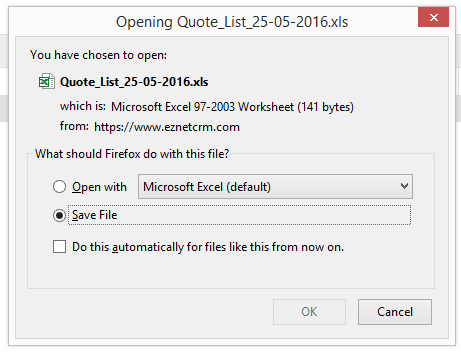 Opening Quote_List_25-05-2016.xls
You have chosen to open:
Quote_List_25-05-2016.xls
which is: Microsoft Excel 97-2003 Worksheet (141 bytes)
from: https://www.eznetcrm.com
What should Firefox do with this file?
Open with Microsoft Excel (default)
Save File
Do this automatically for files like this from now on.
OK Cancel